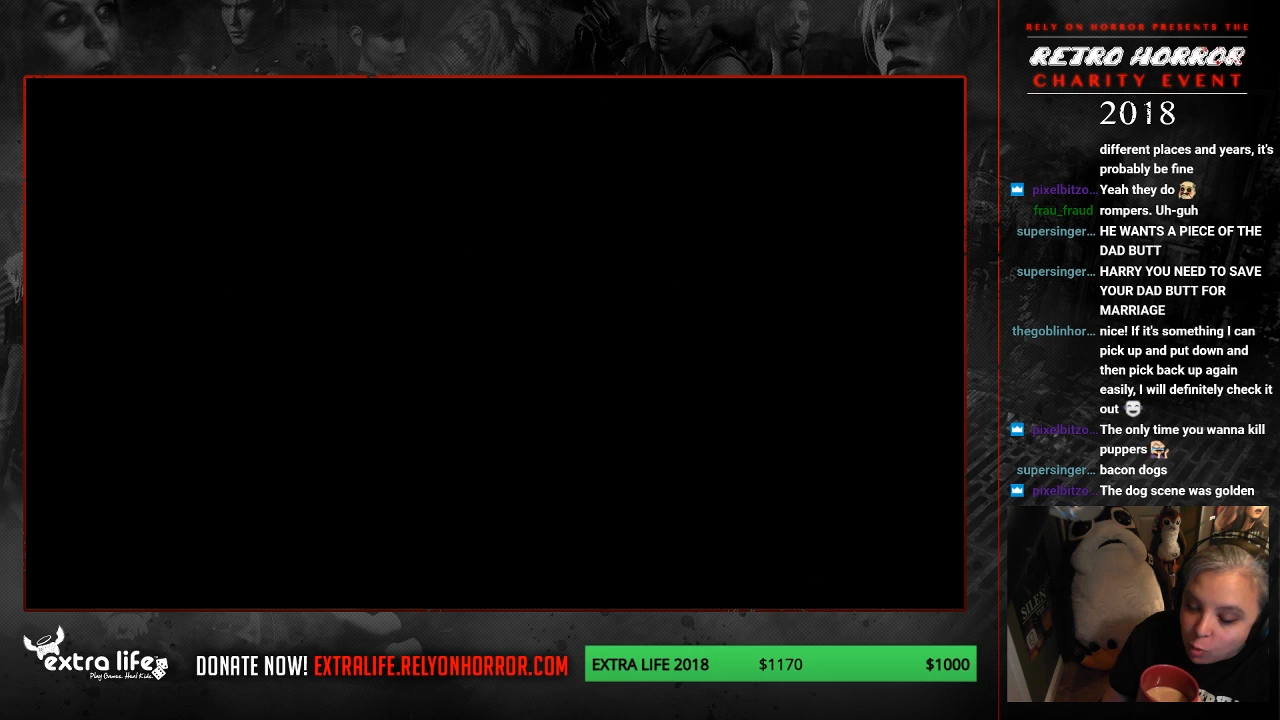 RELY ON HORROR PRESENTS THE
RETRO HORROR
CHARITY EVENT
2018
different places and years, it's
probably be fine
pixelbitzo… Yeah they do
frau_fraud rompers. Uh-guh
supersinger… HE WANTS A PIECE OF THE
DAD BUTT
supersinger… HARRY YOU NEED TO SAVE
YOUR DAD BUTT FOR
MARRIAGE
thegoblinhor… nice! If it's something I can
pick up and put down and
then pick back up again
easily, I will definitely check it
out
pixelbitzo… The only time you wanna kill
puppers
supersinger… bacon dogs
pixelbitzo… The dog scene was golden
extra life
Play Games. Heal Kids.
DONATE NOW! EXTRALIFE.RELYONHORROR.COM
EXTRA LIFE 2018 $1170 $1000